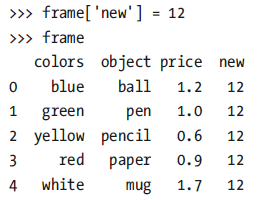 >>> frame['new'] = 12
>>> frame
   colors  object  price  new
0    blue    ball    1.2   12
1   green     pen    1.0   12
2  yellow  pencil    0.6   12
3     red   paper    0.9   12
4   white     mug    1.7   12